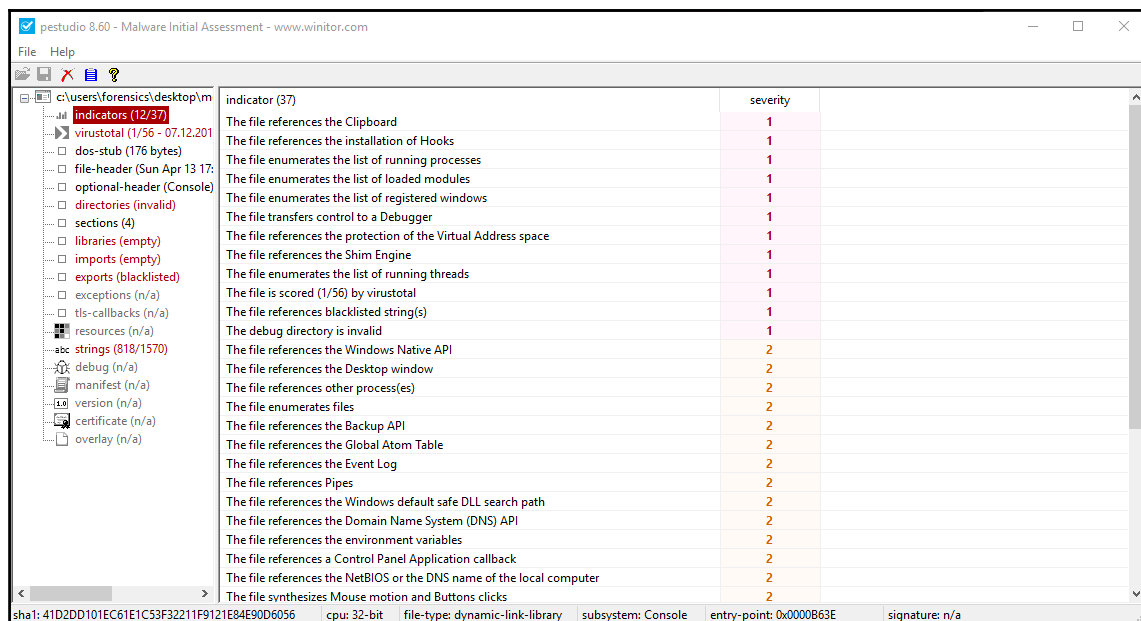 pestudio 8.60 - Malware Initial Assessment - www.winitor.com
File Help
c:\users\forensics\desktop\m
indicators (12/37)
virustotal (1/56 - 07.12.201
dos-stub (176 bytes)
file-header (Sun Apr 13 17:
optional-header (Console)
directories (invalid)
sections (4)
libraries (empty)
imports (empty)
exports (blacklisted)
exceptions (n/a)
tls-callbacks (n/a)
resources (n/a)
abc strings (818/1570)
debug (n/a)
manifest (n/a)
1.0 version (n/a)
certificate (n/a)
overlay (n/a)
indicator (37) severity
The file references the Clipboard 1
The file references the installation of Hooks 1
The file enumerates the list of running processes 1
The file enumerates the list of loaded modules 1
The file enumerates the list of registered windows 1
The file transfers control to a Debugger 1
The file references the protection of the Virtual Address space 1
The file references the Shim Engine 1
The file enumerates the list of running threads 1
The file is scored (1/56) by virustotal 1
The file references blacklisted string(s) 1
The debug directory is invalid 1
The file references the Windows Native API 2
The file references the Desktop window 2
The file references other process(es) 2
The file enumerates files 2
The file references the Backup API 2
The file references the Global Atom Table 2
The file references the Event Log 2
The file references Pipes 2
The file references the Windows default safe DLL search path 2
The file references the Domain Name System (DNS) API 2
The file references the environment variables 2
The file references a Control Panel Application callback 2
The file references the NetBIOS or the DNS name of the local computer 2
The file synthesizes Mouse motion and Buttons clicks 2
sha1: 41D2DD101EC61E1C53F32211F9121E84E90D6056 cpu: 32-bit file-type: dynamic-link-library subsystem: Console entry-point: 0x0000B63E signature: n/a